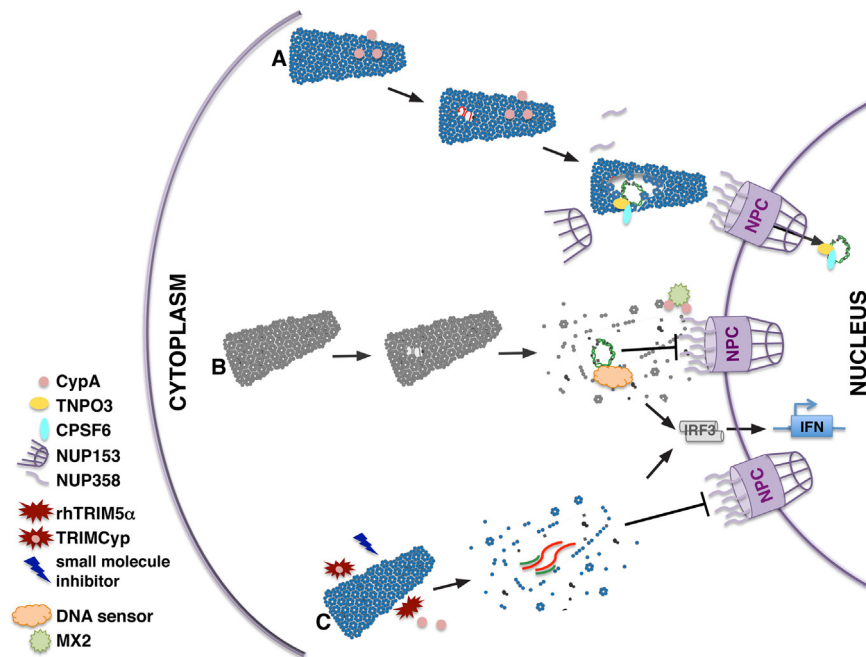 A
NPC
CYTOPLASM
B
NPC
NUCLEUS
CypA
TNPO3
CPSF6
NUP153
NUP358
IRF3
IFN
NPC
rhTRIM5α
TRIMCyp
small molecule
inhibitor
C
DNA sensor
MX2